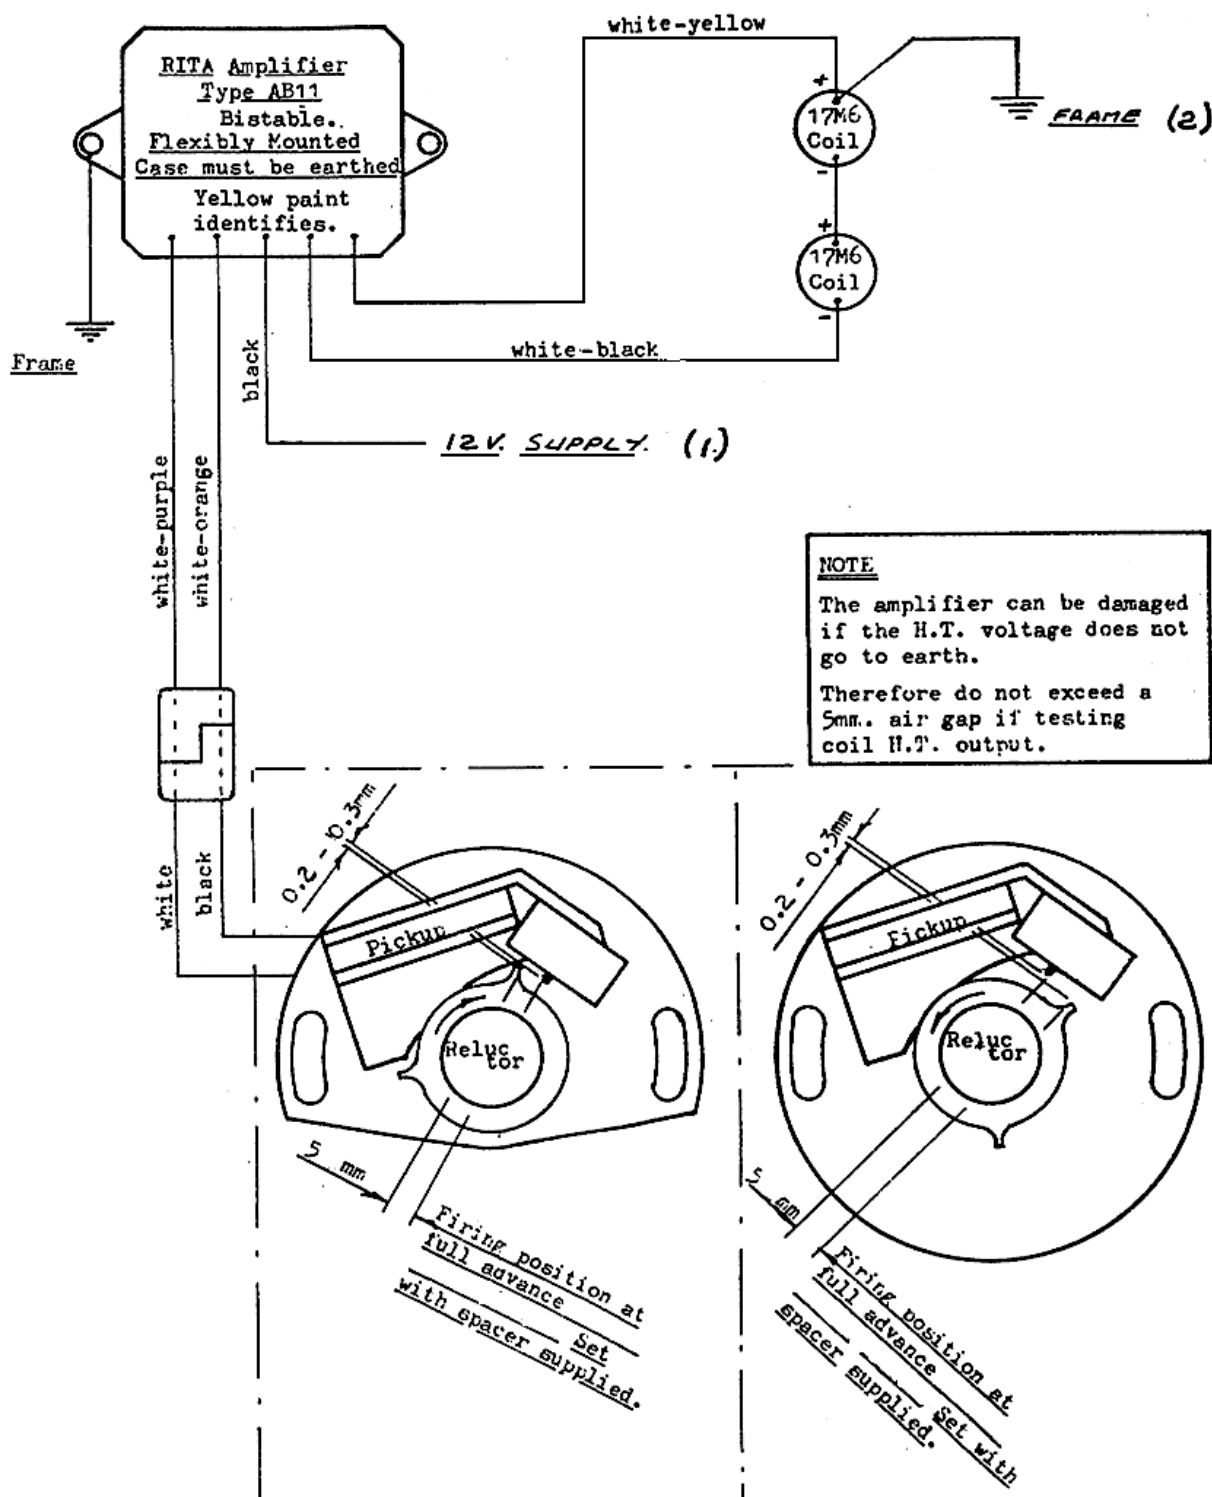 white-yellow
RITA Amplifier
Type AB11
Bistable.
Flexibly Mounted
Case must be earthed
Yellow paint
identifies.
+
17M6
Coil
-
FRAME (2)
+
17M6
Coil
-
white-black
Frame
black
12V. SUPPLY. (1.)
white-purple
white-orange
NOTE
The amplifier can be damaged
if the H.T. voltage does not
go to earth.
Therefore do not exceed a
5mm. air gap if testing
coil H.T. output.
white
black
0.2 - 0.3mm
Pickup
Reluc
tor
5 mm
Firing position at
full advance
Set
with spacer supplied.
0.2 - 0.3mm
Pickup
Reluc
tor
5 mm
Firing position at
full advance
Set with
spacer supplied.